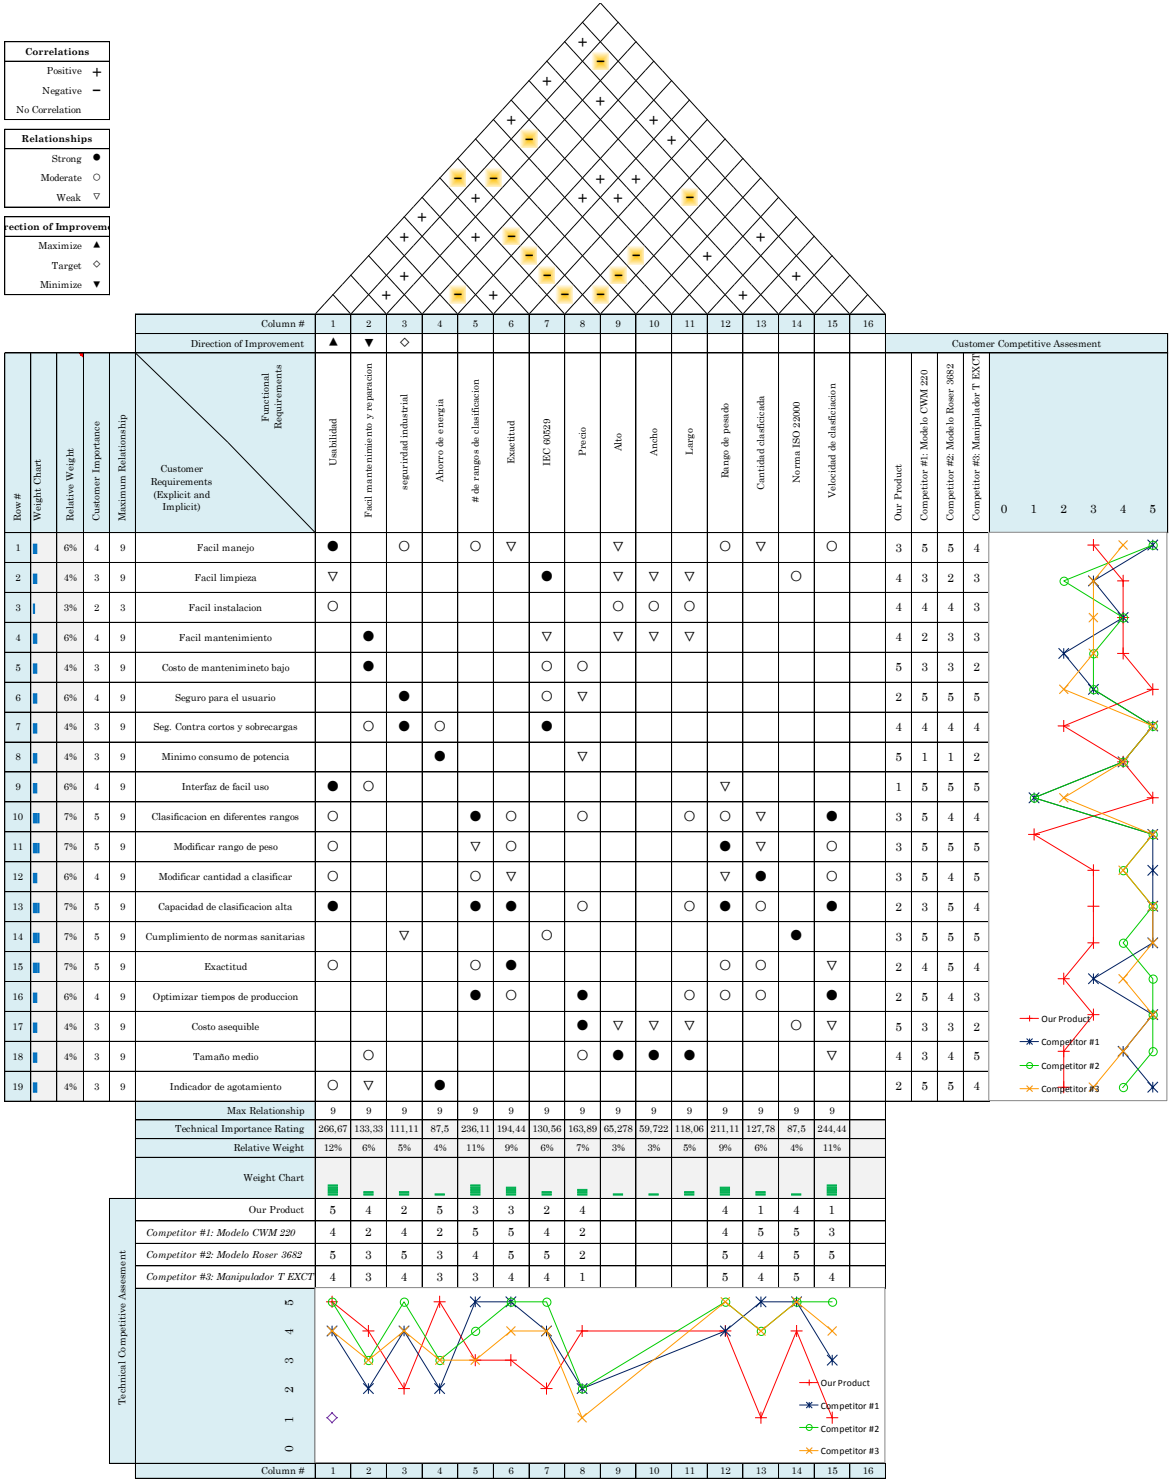 Correlations
Positive +
Negative −
No Correlation
Relationships
Strong ●
Moderate ○
Weak ▽
rection of Improveme
Maximize ▲
Target ◇
Minimize ▼
Column # 1 2 3 4 5 6 7 8 9 10 11 12 13 14 15 16
Direction of Improvement ▲ ▼ ◇
Customer Competitive Assesment
Row #
Weight Chart
Relative Weight
Customer Importance
Maximum Relationship
Customer Requirements (Explicit and Implicit)
Functional Requirements
Usabilidad
Facil mantenimiento y reparacion
segurirdad industrial
Ahorro de energia
# de rangos de clasificacion
Exactitud
IEC 60529
Precio
Alto
Ancho
Largo
Rango de pesado
Cantidad clasficicada
Norma ISO 22000
Velocidad de clasficiacion
Our Product
Competitor #1: Modelo CWM 220
Competitor #2: Modelo Roser 3682
Competitor #3: Manipulador T EXCT
0 1 2 3 4 5
1 6% 4 9 Facil manejo ● ○ ○ ▽ ▽ ○ ▽ ○ 3 5 5 4
2 4% 3 9 Facil limpieza ▽ ● ▽ ▽ ▽ ○ 4 3 2 3
3 3% 2 3 Facil instalacion ○ ○ ○ ○ 4 4 4 3
4 6% 4 9 Facil mantenimiento ● ▽ ▽ ▽ ▽ 4 2 3 3
5 4% 3 9 Costo de mantenimineto bajo ● ○ ○ 5 3 3 2
6 6% 4 9 Seguro para el usuario ● ○ ▽ 2 5 5 5
7 4% 3 9 Seg. Contra cortos y sobrecargas ○ ● ○ ● 4 4 4 4
8 4% 3 9 Minimo consumo de potencia ● ▽ 5 1 1 2
9 6% 4 9 Interfaz de facil uso ● ○ ▽ 1 5 5 5
10 7% 5 9 Clasificacion en diferentes rangos ○ ● ○ ○ ○ ○ ▽ ● 3 5 4 4
11 7% 5 9 Modificar rango de peso ○ ▽ ○ ● ▽ ○ 3 5 5 5
12 6% 4 9 Modificar cantidad a clasificar ○ ○ ▽ ▽ ● ○ 3 5 4 5
13 7% 5 9 Capacidad de clasificacion alta ● ● ● ○ ○ ● ○ ● 2 3 5 4
14 7% 5 9 Cumplimiento de normas sanitarias ▽ ○ ● 3 5 5 5
15 7% 5 9 Exactitud ○ ○ ● ○ ○ ▽ 2 4 5 4
16 6% 4 9 Optimizar tiempos de produccion ● ○ ● ○ ○ ○ ● 2 5 4 3
17 4% 3 9 Costo asequible ● ▽ ▽ ▽ ○ ▽ 5 3 3 2
18 4% 3 9 Tamaño medio ○ ○ ● ● ● ▽ 4 3 4 5
19 4% 3 9 Indicador de agotamiento ○ ▽ ● 2 5 5 4
Our Product
Competitor #1
Competitor #2
Competitor #3
Max Relationship 9 9 9 9 9 9 9 9 9 9 9 9 9 9 9
Technical Importance Rating 266,67 133,33 111,11 87,5 236,11 194,44 130,56 163,89 65,278 59,722 118,06 211,11 127,78 87,5 244,44
Relative Weight 12% 6% 5% 4% 11% 9% 6% 7% 3% 3% 5% 9% 6% 4% 11%
Weight Chart
Technical Competitive Assesment
Our Product 5 4 2 5 3 3 2 4 4 1 4 1
Competitor #1: Modelo CWM 220 4 2 4 2 5 5 4 2 4 5 5 3
Competitor #2: Modelo Roser 3682 5 3 5 3 4 5 5 2 5 4 5 5
Competitor #3: Manipulador T EXCT 4 3 4 3 3 4 4 1 5 4 5 4
5
4
3
2
1
0
Our Product
Competitor #1
Competitor #2
Competitor #3
Column # 1 2 3 4 5 6 7 8 9 10 11 12 13 14 15 16